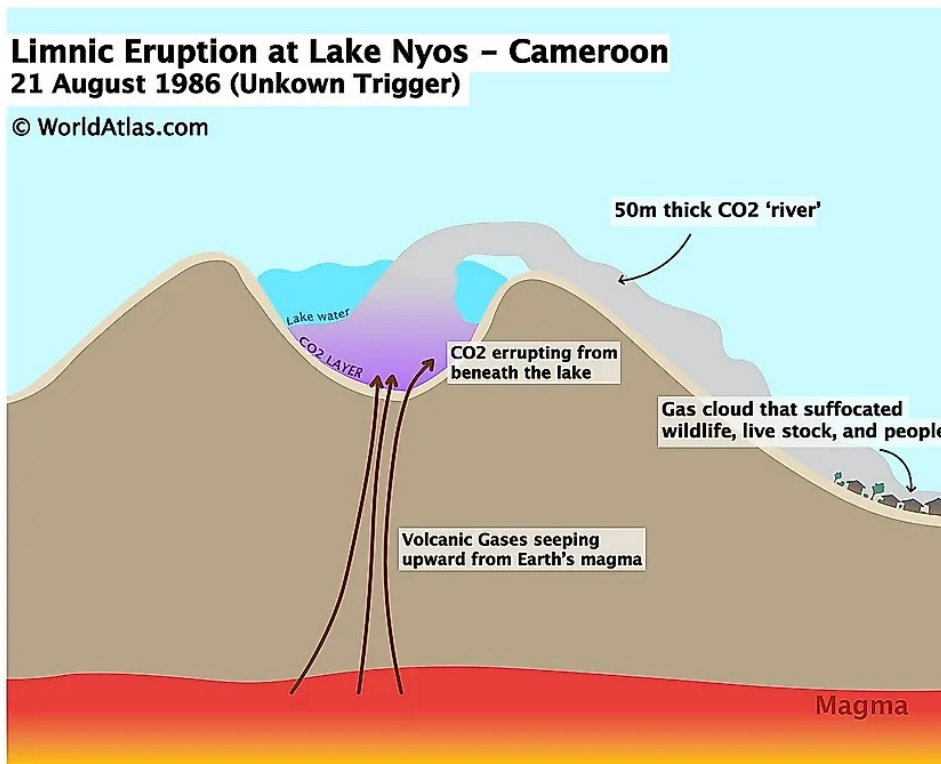 Limnic Eruption at Lake Nyos – Cameroon
21 August 1986 (Unkown Trigger)
© WorldAtlas.com
50m thick CO2 ‘river’
Lake water
CO2 LAYER
CO2 errupting from
beneath the lake
Gas cloud that suffocated
wildlife, live stock, and people
Volcanic Gases seeping
upward from Earth’s magma
Magma